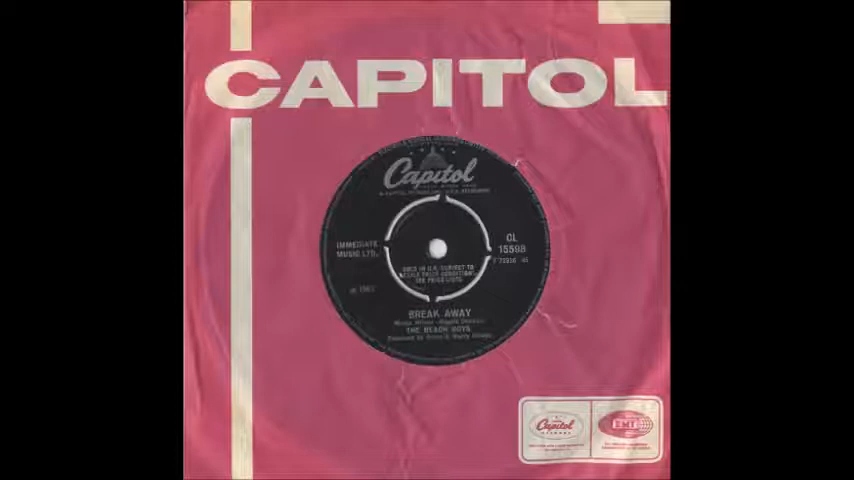 CAPITOL
Capitol
IMMEDIATE
MUSIC LTD.
CL
15598
SOLD IN U.K. SUBJECT TO
RESALE PRICE CONDITIONS,
SEE PRICE LISTS
BREAK AWAY
THE BEACH BOYS
Capitol
RECORDS
EMI